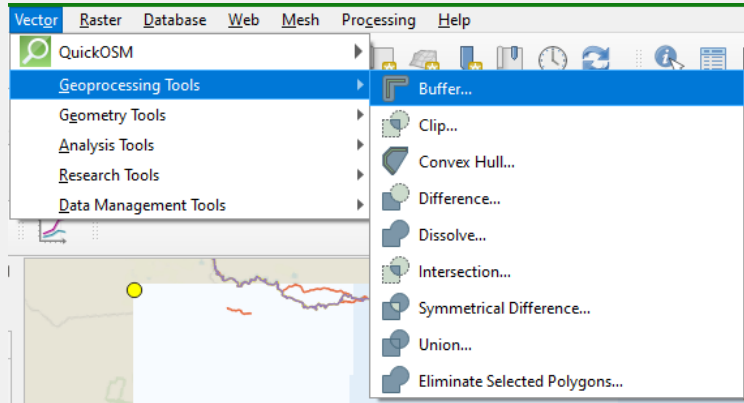 Vector Raster Database Web Mesh Processing Help
QuickOSM
Geoprocessing Tools
Geometry Tools
Analysis Tools
Research Tools
Data Management Tools
Buffer...
Clip...
Convex Hull...
Difference...
Dissolve...
Intersection...
Symmetrical Difference...
Union...
Eliminate Selected Polygons...